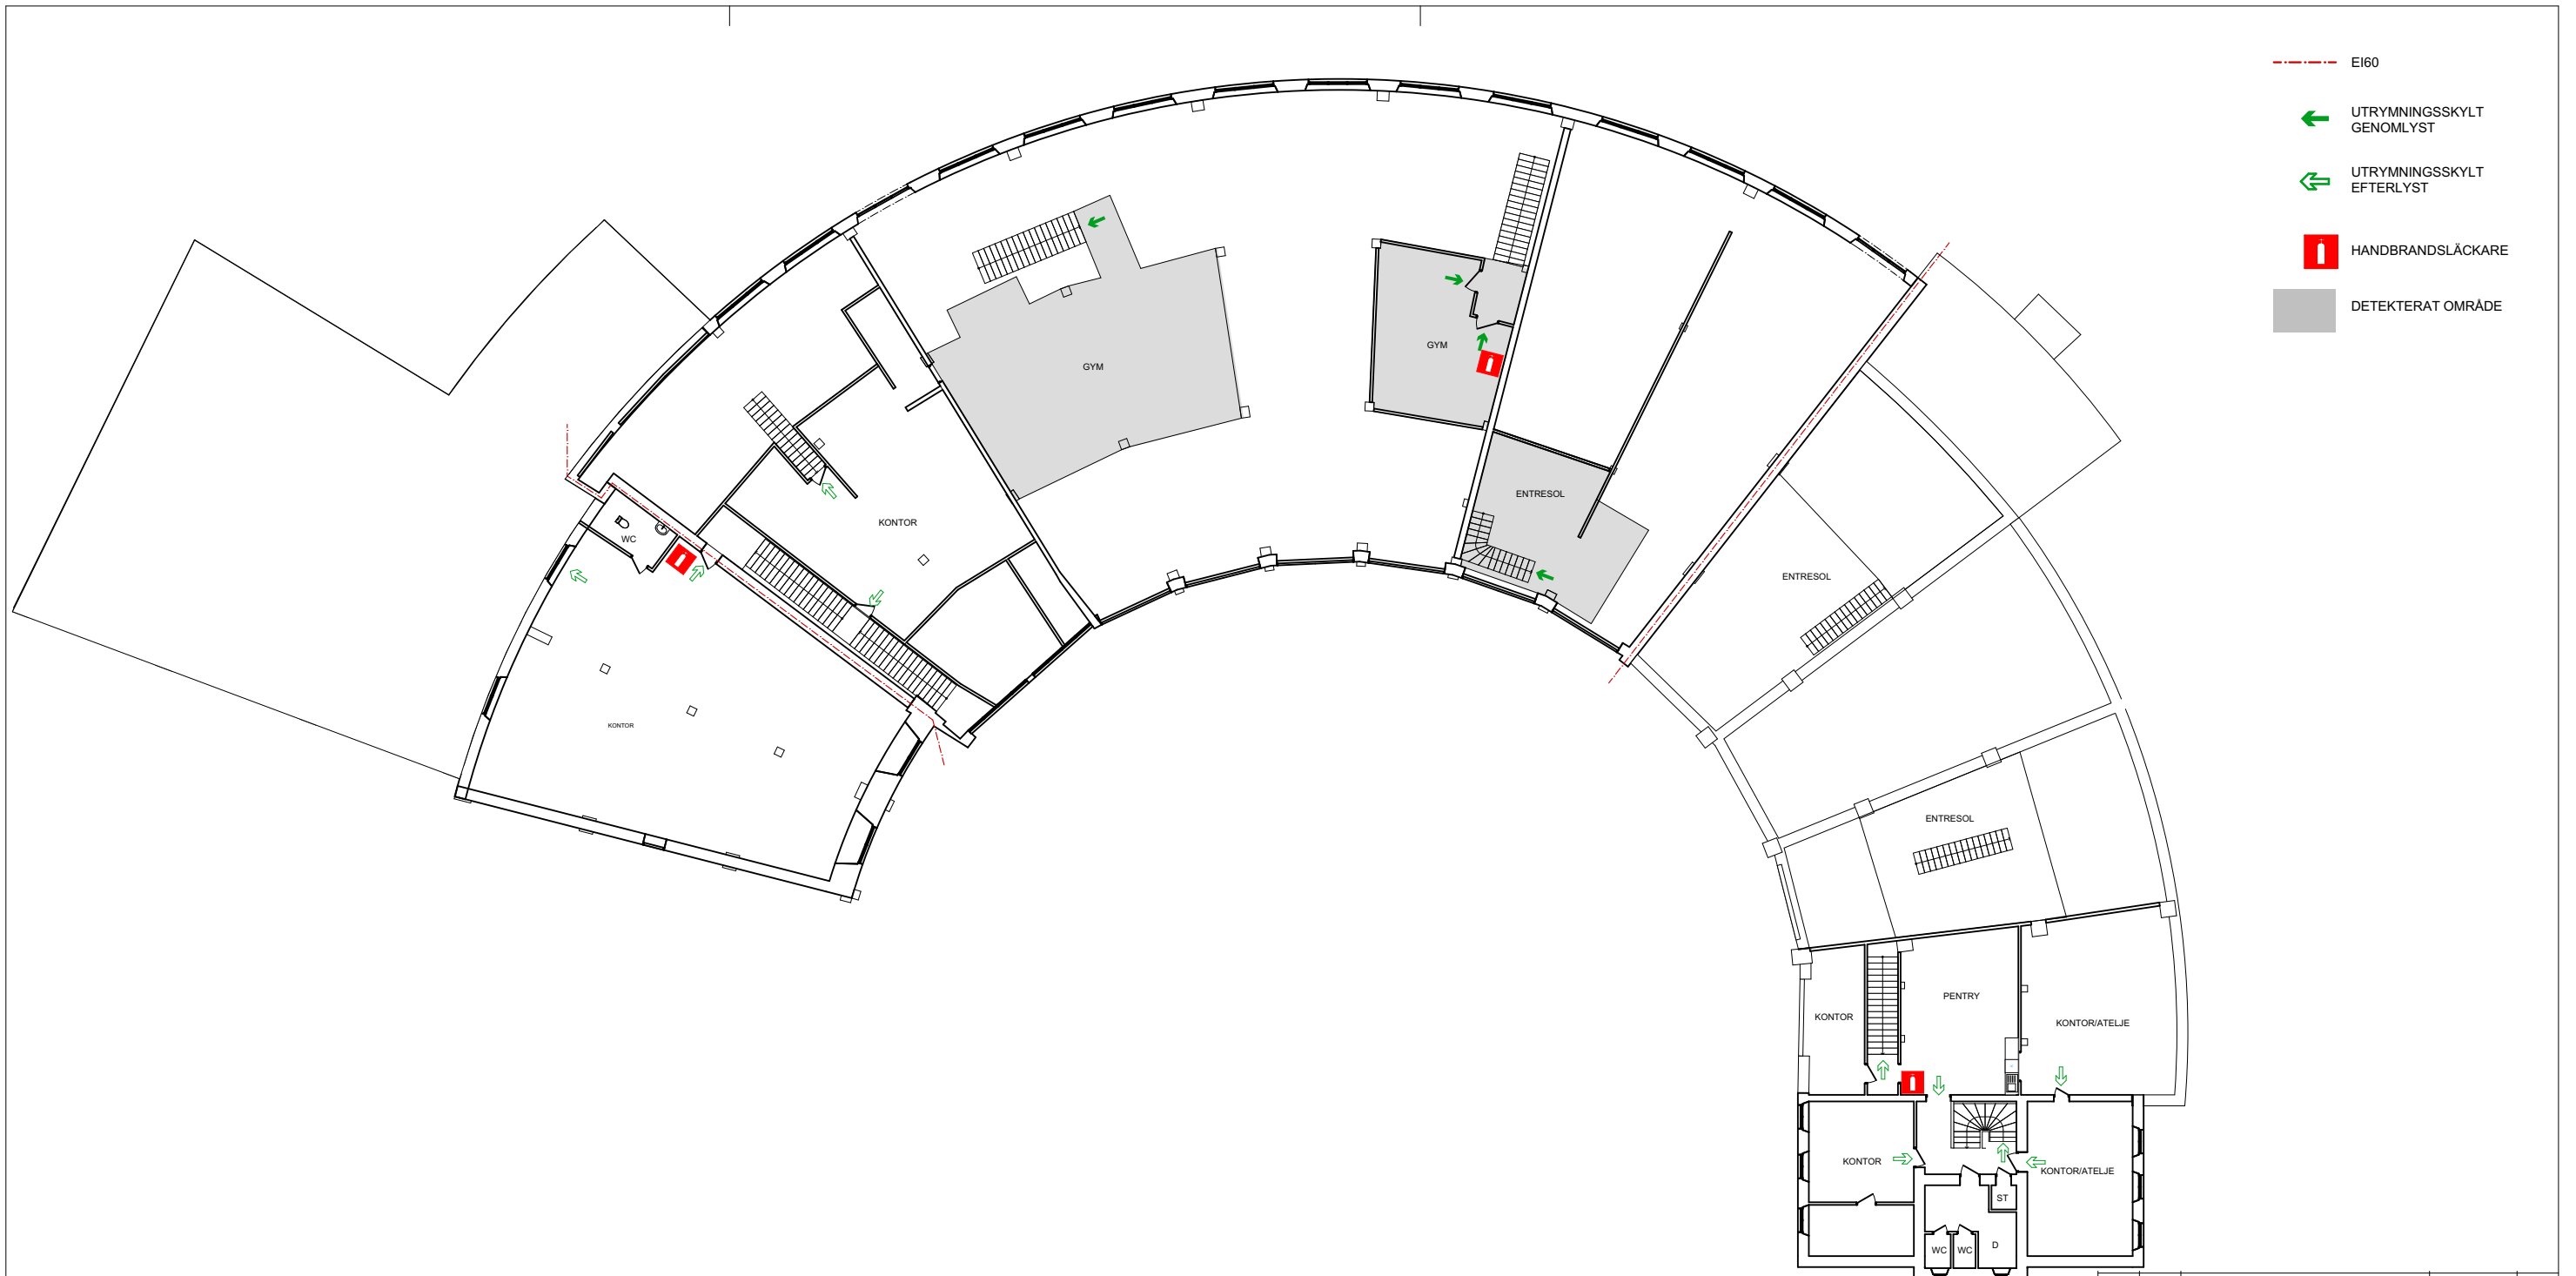 EI60
UTRYMNINGSSKYLT
GENOMLYST
UTRYMNINGSSKYLT
EFTERLYST
HANDBRANDSLÄCKARE
DETEKTERAT OMRÅDE
GYM
GYM
ENTRESOL
KONTOR
WC
ENTRESOL
KONTOR
ENTRESOL
PENTRY
KONTOR
KONTOR/ATELJE
KONTOR
KONTOR/ATELJE
ST
WC
WC
D